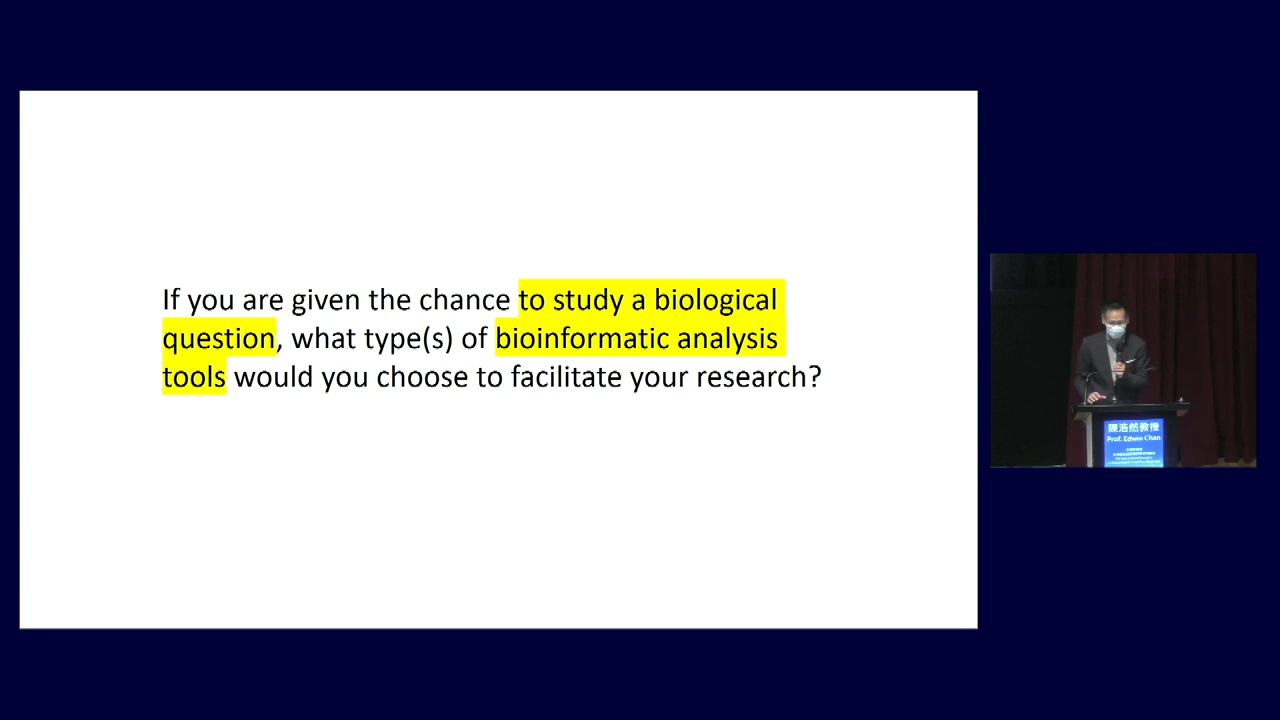 If you are given the chance to study a biological
question, what type(s) of bioinformatic analysis
tools would you choose to facilitate your research?
陳浩然教授
Prof. Edwin Chan